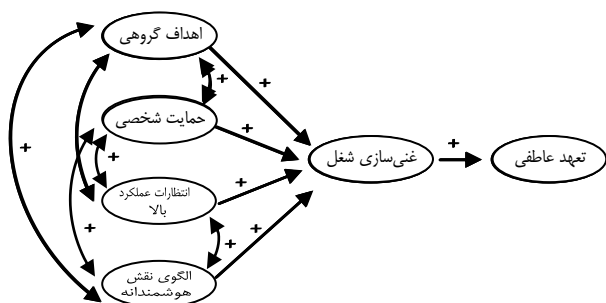 اهداف گروهی
+
+
حمایت شخصی
+
+
+
غنی‌سازی شغل
+
تعهد عاطفی
انتظارات عملکرد
بالا
+
+
+
+
الگوی نقش
هوشمندانه